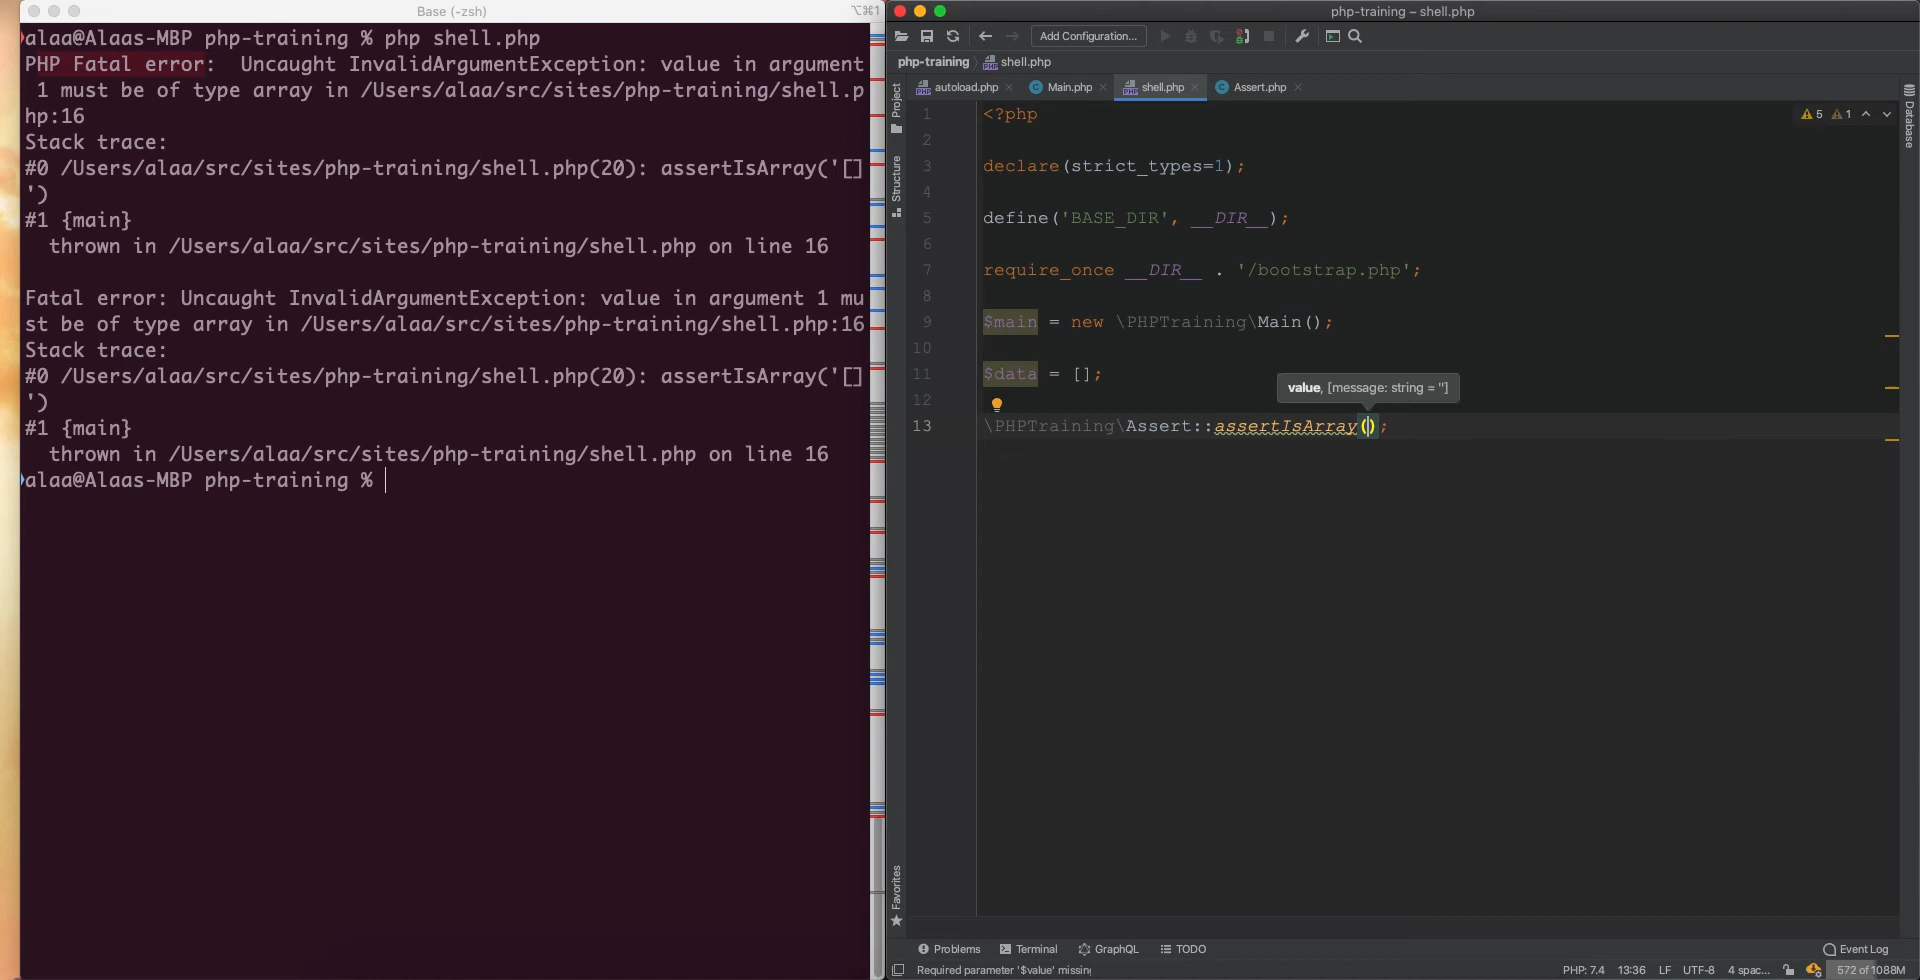 Base (-zsh)
⌥⌘1
alaa@Alaas-MBP php-training % php shell.php
PHP Fatal error:  Uncaught InvalidArgumentException: value in argument
 1 must be of type array in /Users/alaa/src/sites/php-training/shell.p
hp:16
Stack trace:
#0 /Users/alaa/src/sites/php-training/shell.php(20): assertIsArray('[]
')
#1 {main}
  thrown in /Users/alaa/src/sites/php-training/shell.php on line 16
Fatal error: Uncaught InvalidArgumentException: value in argument 1 mu
st be of type array in /Users/alaa/src/sites/php-training/shell.php:16
Stack trace:
#0 /Users/alaa/src/sites/php-training/shell.php(20): assertIsArray('[]
')
#1 {main}
  thrown in /Users/alaa/src/sites/php-training/shell.php on line 16
alaa@Alaas-MBP php-training %
php-training – shell.php
Add Configuration...
php-training
shell.php
autoload.php
Main.php
shell.php
Assert.php
Project
Structure
Favorites
Database
5 1
1 <?php
2
3 declare(strict_types=1);
4
5 define('BASE_DIR', __DIR__);
6
7 require_once __DIR__ . '/bootstrap.php';
8
9 $main = new \PHPTraining\Main();
10
11 $data = [];
value, [message: string = '']
12
13 \PHPTraining\Assert::assertIsArray();
Problems
Terminal
GraphQL
TODO
Event Log
Required parameter '$value' missing
PHP: 7.4
13:36
LF
UTF-8
4 spac...
572 of 1088M